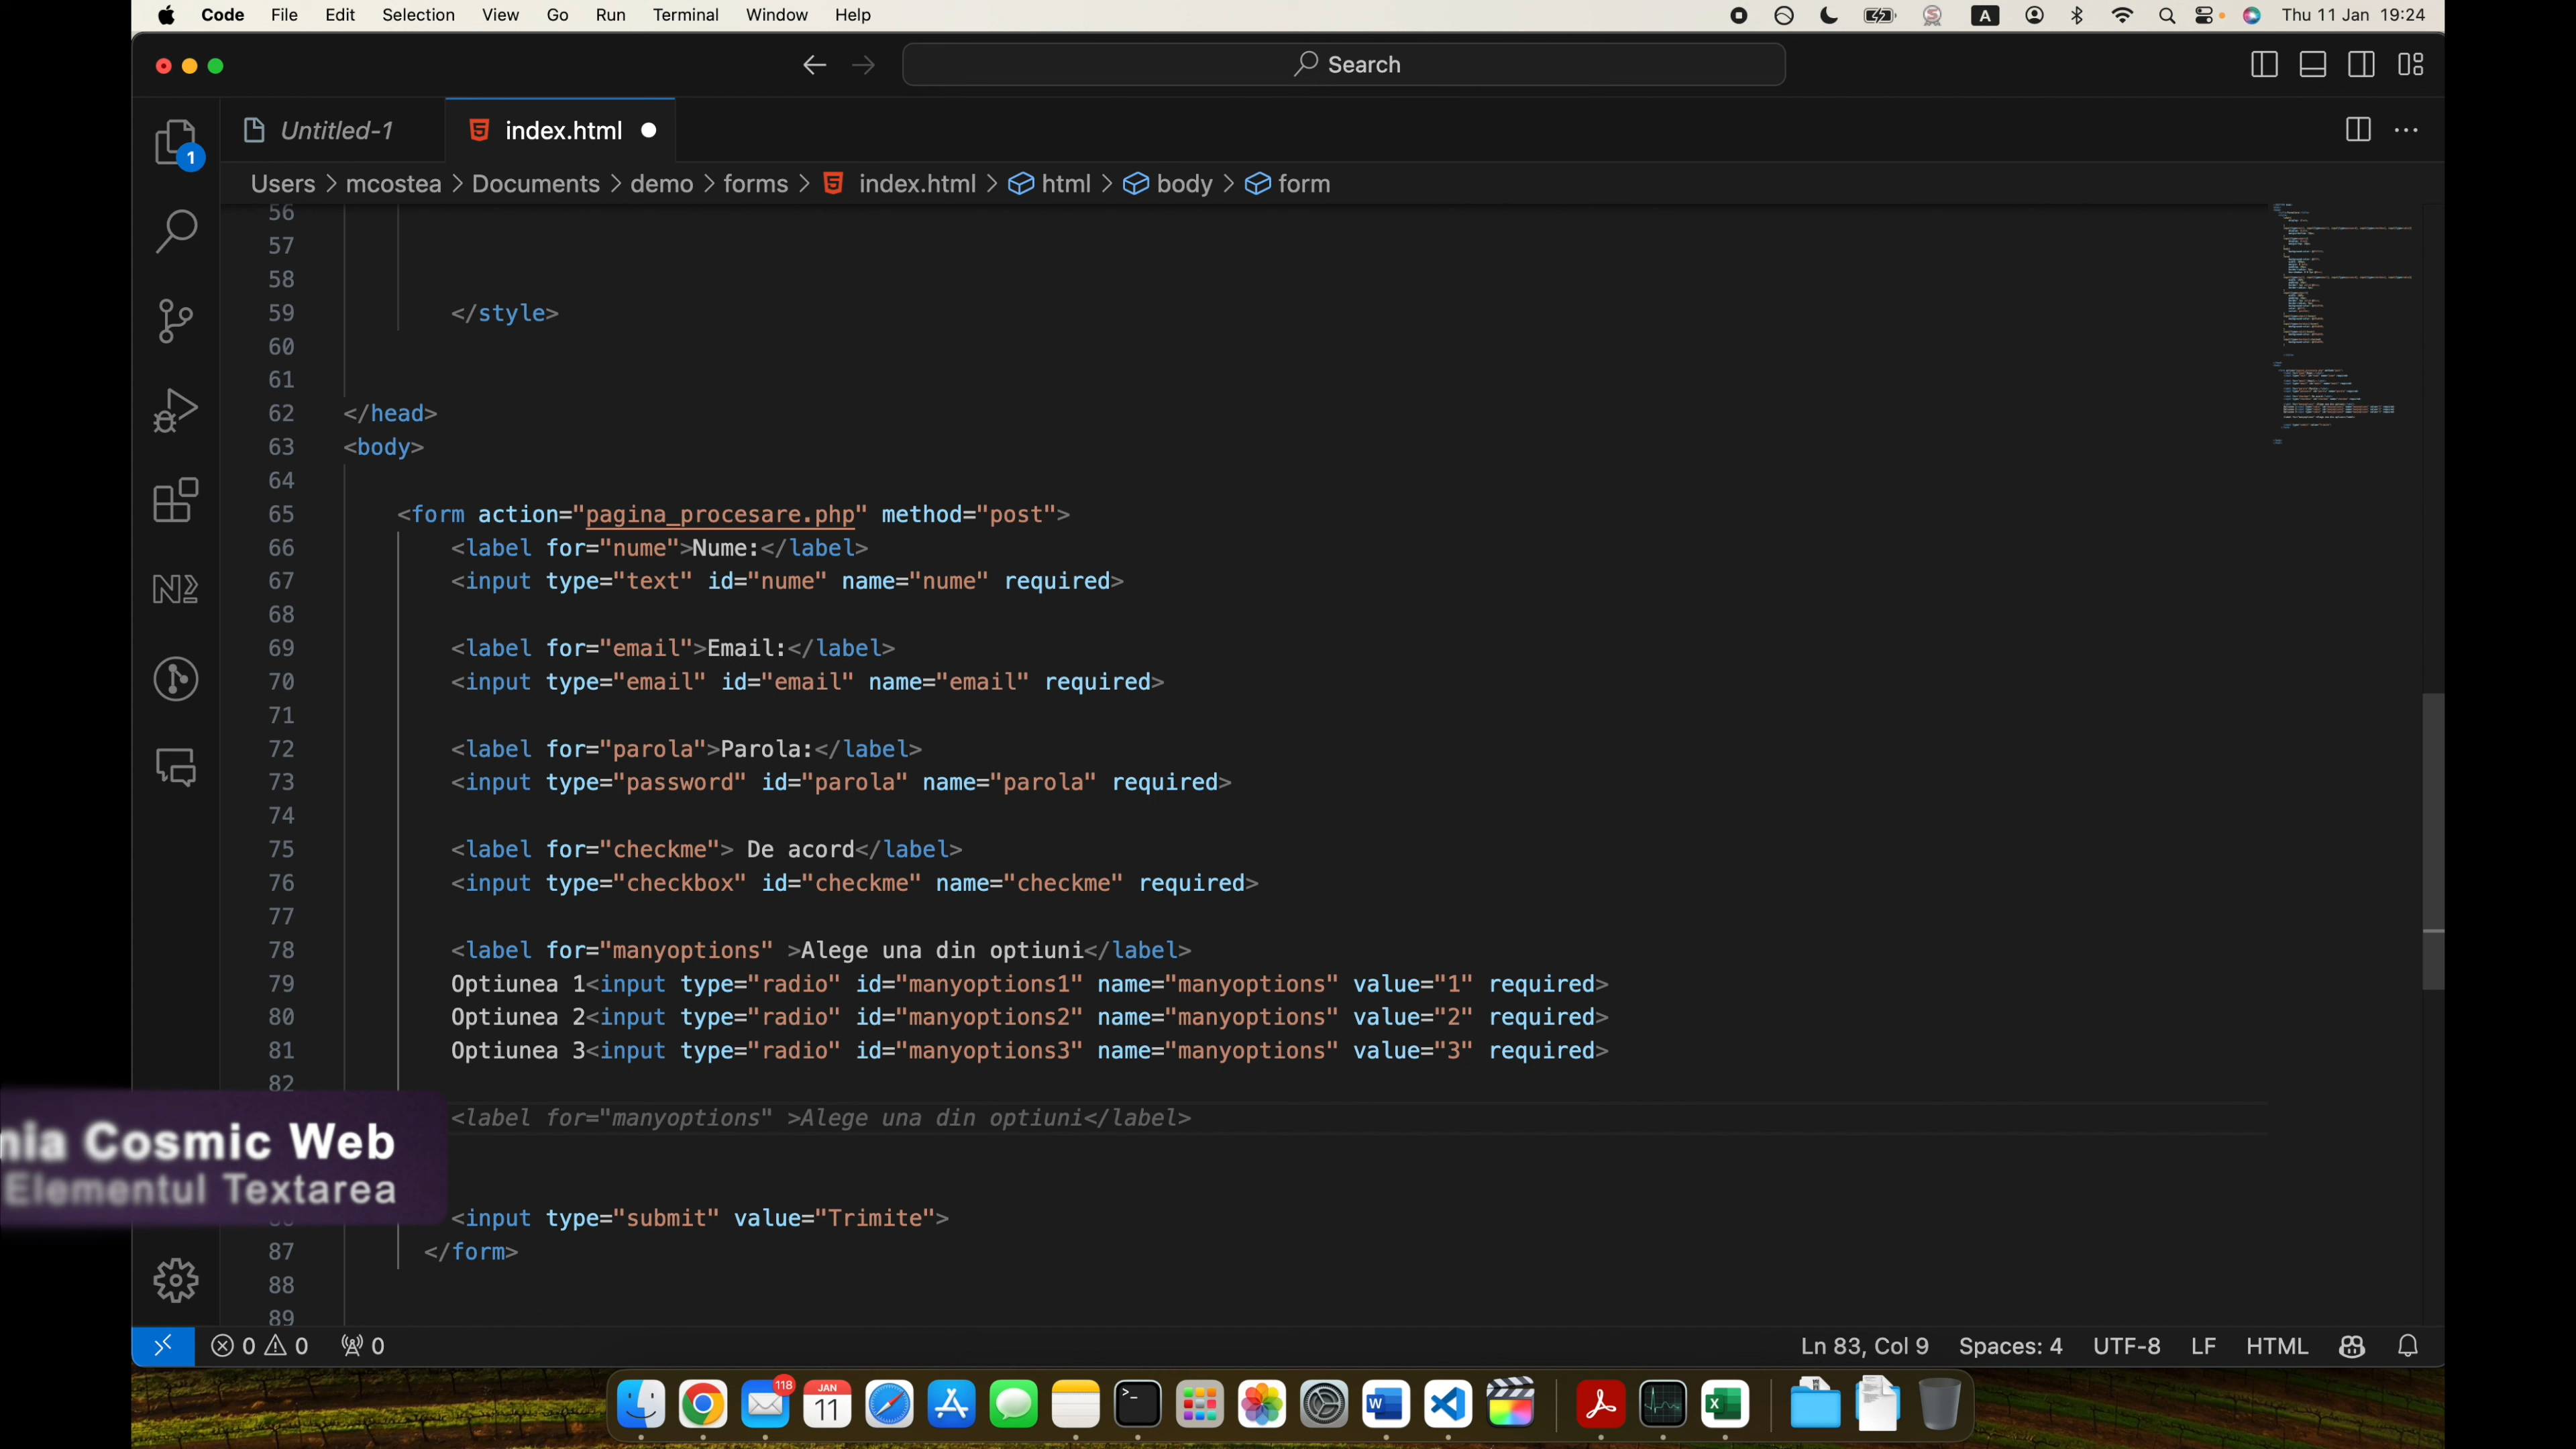 Code File Edit Selection View Go Run Terminal Window Help
A Thu 11 Jan 19:24
Search
Untitled-1 index.html
1
Users > mcostea > Documents > demo > forms > index.html > html > body > form
56
57
58
59 </style>
60
61
62 </head>
63 <body>
64
65 <form action="pagina_procesare.php" method="post">
66 <label for="nume">Nume:</label>
67 <input type="text" id="nume" name="nume" required>
68
69 <label for="email">Email:</label>
70 <input type="email" id="email" name="email" required>
71
72 <label for="parola">Parola:</label>
73 <input type="password" id="parola" name="parola" required>
74
75 <label for="checkme"> De acord</label>
76 <input type="checkbox" id="checkme" name="checkme" required>
77
78 <label for="manyoptions" >Alege una din optiuni</label>
79 Optiunea 1<input type="radio" id="manyoptions1" name="manyoptions" value="1" required>
80 Optiunea 2<input type="radio" id="manyoptions2" name="manyoptions" value="2" required>
81 Optiunea 3<input type="radio" id="manyoptions3" name="manyoptions" value="3" required>
82
<label for="manyoptions" >Alege una din optiuni</label>
nia Cosmic Web
Elementul Textarea
<input type="submit" value="Trimite">
87 </form>
88
89
0 0 0 Ln 83, Col 9 Spaces: 4 UTF-8 LF HTML
118
JAN
11